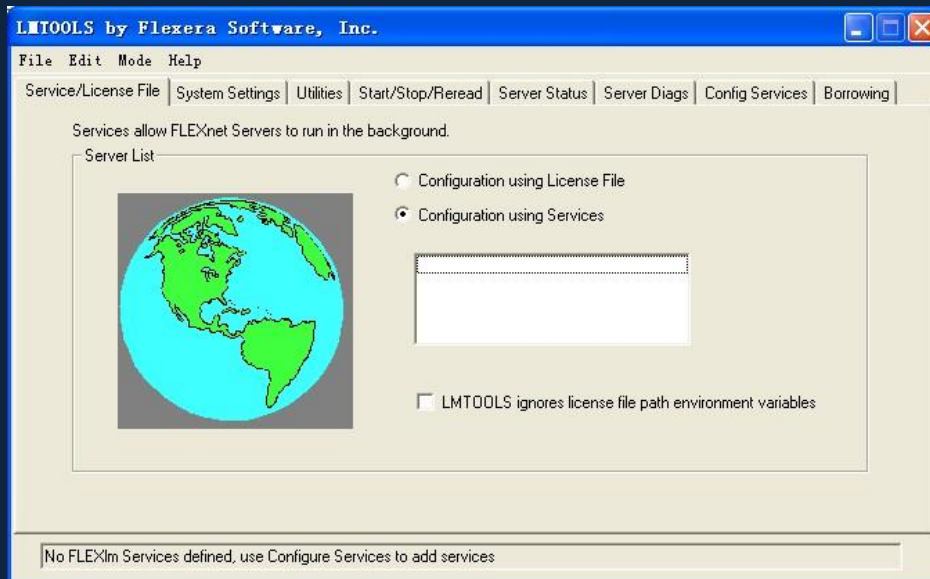 LMTOOLS by Flexera Software, Inc.
File Edit Mode Help
Service/License File System Settings Utilities Start/Stop/Reread Server Status Server Diags Config Services Borrowing
Services allow FLEXnet Servers to run in the background.
Server List
Configuration using License File
Configuration using Services
LMTOOLS ignores license file path environment variables
No FLEXlm Services defined, use Configure Services to add services